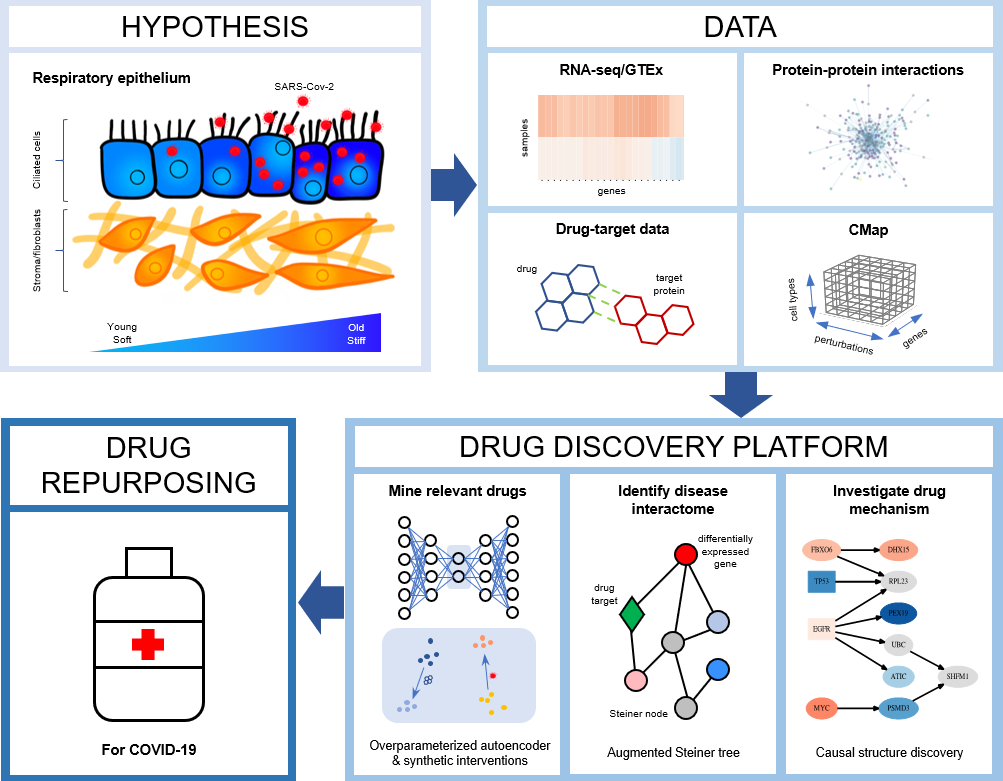 HYPOTHESIS
Respiratory epithelium
SARS-Cov-2
Ciliated cells
Stroma/fibroblasts
Young
Soft
Old
Stiff
DATA
RNA-seq/GTEx
samples
genes
Protein-protein interactions
Drug-target data
drug
target
protein
CMap
cell types
perturbations
genes
DRUG DISCOVERY PLATFORM
Mine relevant drugs
Overparameterized autoencoder
& synthetic interventions
Identify disease
interactome
differentially
expressed
gene
drug
target
Steiner node
Augmented Steiner tree
Investigate drug
mechanism
FBXO6
DHX15
TP53
RPL23
PEX19
EGFR
UBC
ATIC
SHFM1
MYC
PSMD3
Causal structure discovery
DRUG
REPURPOSING
For COVID-19